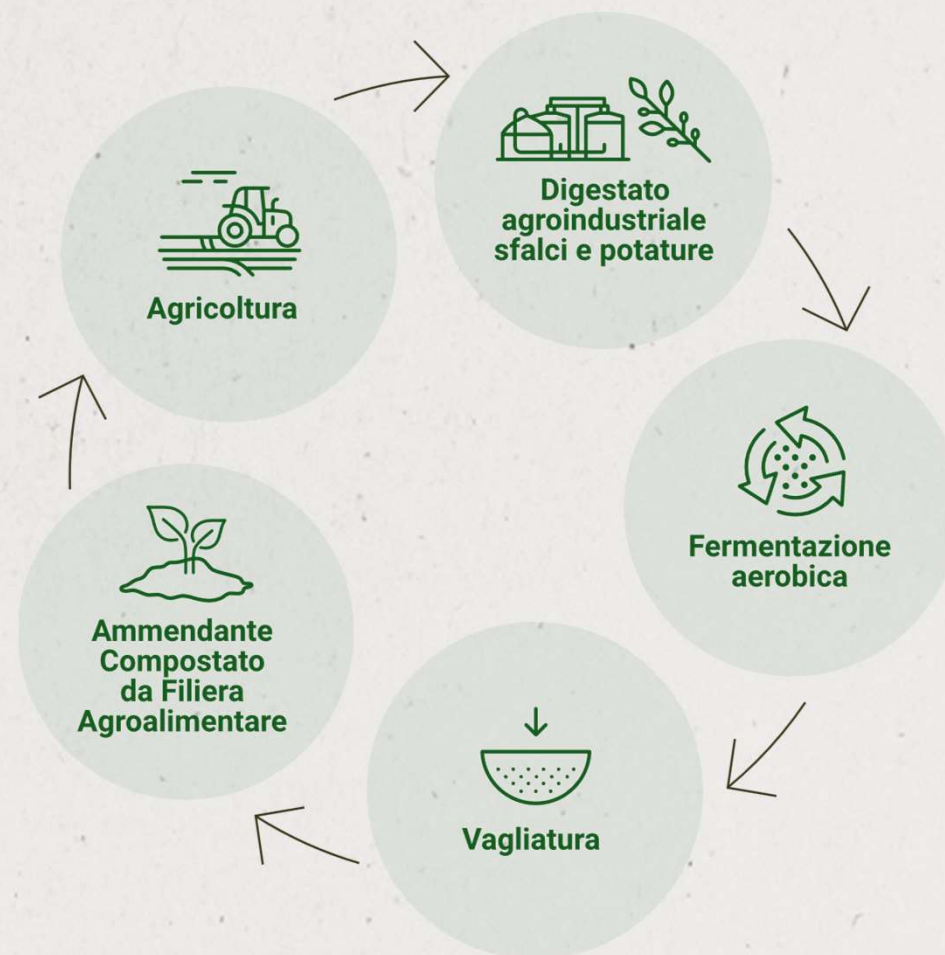 Agricoltura
Digestato
agroindustriale
sfalci e potature
Fermentazione
aerobica
Vagliatura
Ammendante
Compostato
da Filiera
Agroalimentare